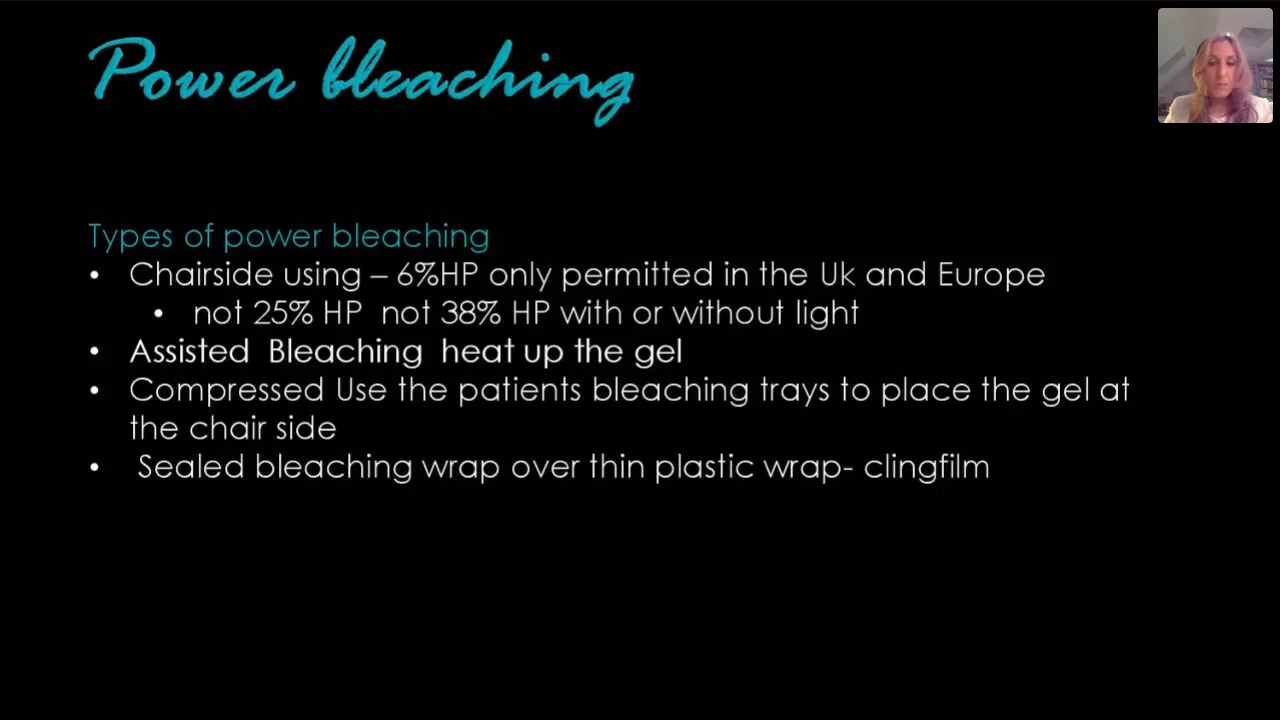 Power bleaching
Types of power bleaching
• Chairside using – 6%HP only permitted in the Uk and Europe
• not 25% HP not 38% HP with or without light
• Assisted Bleaching heat up the gel
• Compressed Use the patients bleaching trays to place the gel at
the chair side
• Sealed bleaching wrap over thin plastic wrap- clingfilm